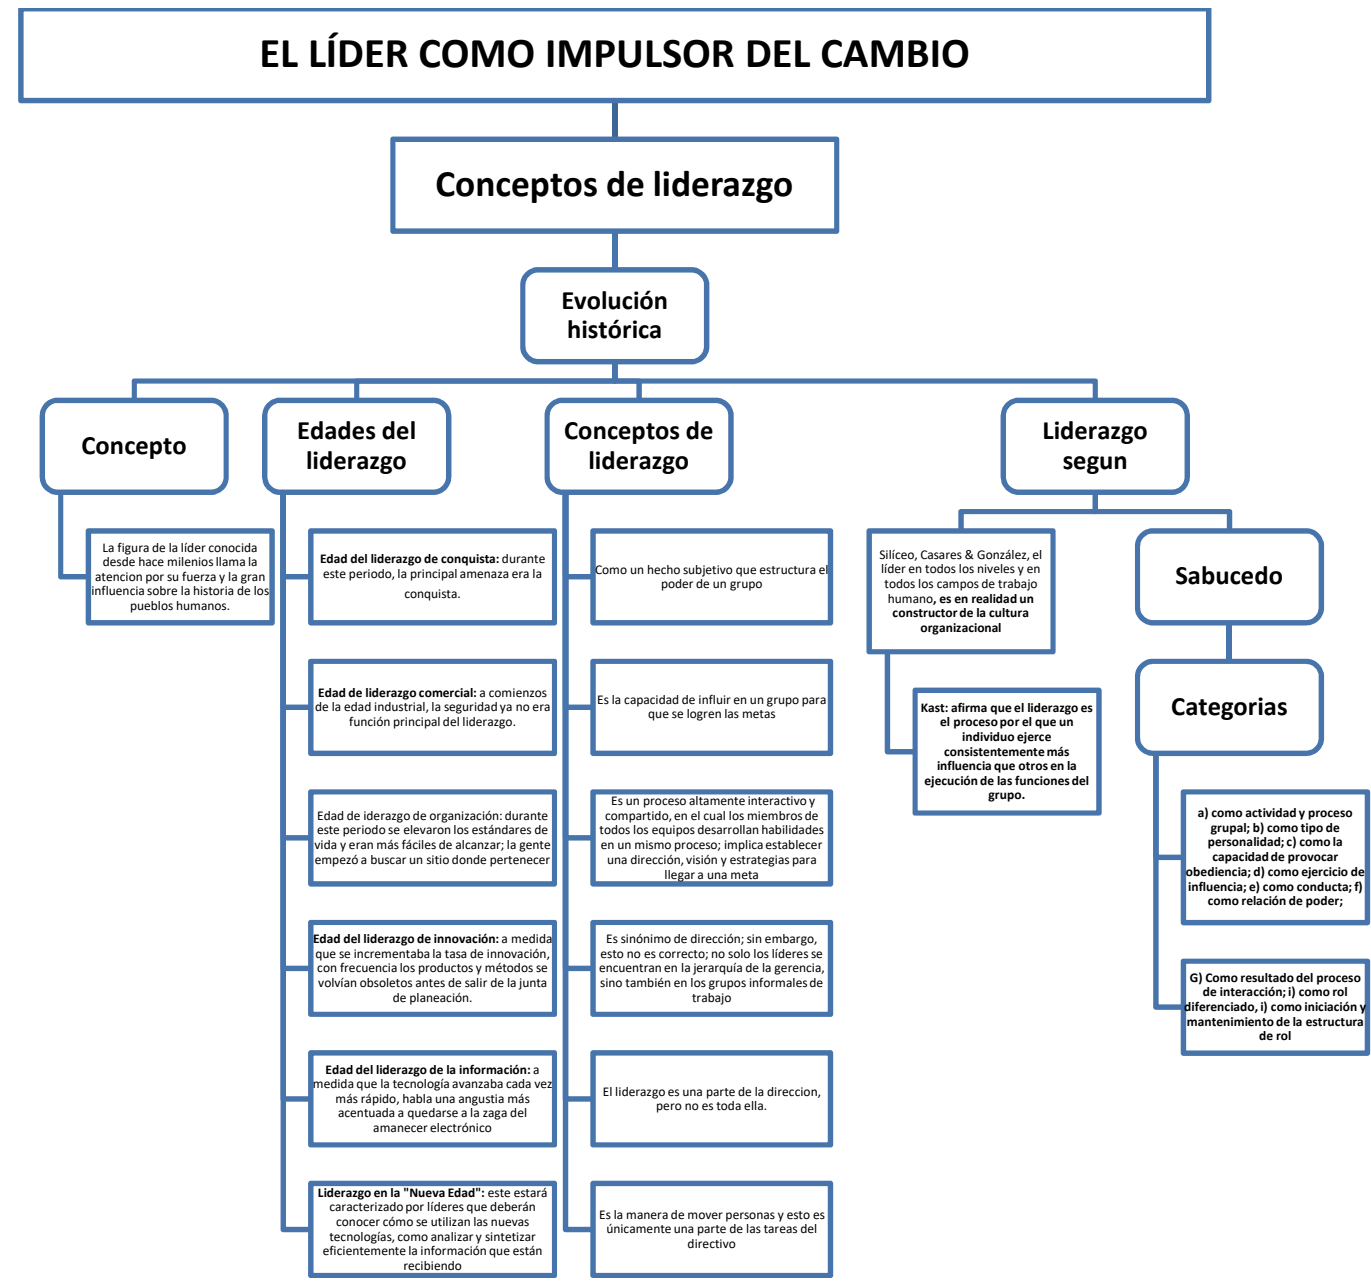 EL LÍDER COMO IMPULSOR DEL CAMBIO
Conceptos de liderazgo
Evolución
histórica
Concepto
La figura de la líder conocida
desde hace milenios llama la
atencion por su fuerza y la gran
influencia sobre la historia de los
pueblos humanos.
Edades del
liderazgo
Edad del liderazgo de conquista: durante
este periodo, la principal amenaza era la
conquista.
Edad de liderazgo comercial: a comienzos
de la edad industrial, la seguridad ya no era
función principal del liderazgo.
Edad de iderazgo de organización: durante
este periodo se elevaron los estándares de
vida y eran más fáciles de alcanzar; la gente
empezó a buscar un sitio donde pertenecer
Edad del liderazgo de innovación: a medida
que se incrementaba la tasa de innovación,
con frecuencia los productos y métodos se
volvían obsoletos antes de salir de la junta
de planeación.
Edad del liderazgo de la información: a
medida que la tecnología avanzaba cada vez
más rápido, habla una angustia más
acentuada a quedarse a la zaga del
amanecer electrónico
Liderazgo en la "Nueva Edad": este estará
caracterizado por líderes que deberán
conocer cómo se utilizan las nuevas
tecnologías, como analizar y sintetizar
eficientemente la información que están
recibiendo
Conceptos de
liderazgo
Como un hecho subjetivo que estructura el
poder de un grupo
Es la capacidad de influir en un grupo para
que se logren las metas
Es un proceso altamente interactivo y
compartido, en el cual los miembros de
todos los equipos desarrollan habilidades
en un mismo proceso; implica establecer
una dirección, visión y estrategias para
llegar a una meta
Es sinónimo de dirección; sin embargo,
esto no es correcto; no solo los líderes se
encuentran en la jerarquía de la gerencia,
sino también en los grupos informales de
trabajo
El liderazgo es una parte de la direccion,
pero no es toda ella.
Es la manera de mover personas y esto es
únicamente una parte de las tareas del
directivo
Liderazgo
segun
Silíceo, Casares & González, el
líder en todos los niveles y en
todos los campos de trabajo
humano, es en realidad un
constructor de la cultura
organizacional
Kast: afirma que el liderazgo es
el proceso por el que un
individuo ejerce
consistentemente más
influencia que otros en la
ejecución de las funciones del
grupo.
Sabucedo
Categorias
a) como actividad y proceso
grupal; b) como tipo de
personalidad; c) como la
capacidad de provocar
obediencia; d) como ejercicio de
influencia; e) como conducta; f)
como relación de poder;
G) Como resultado del proceso
de interacción; i) como rol
diferenciado, i) como iniciación y
mantenimiento de la estructura
de rol